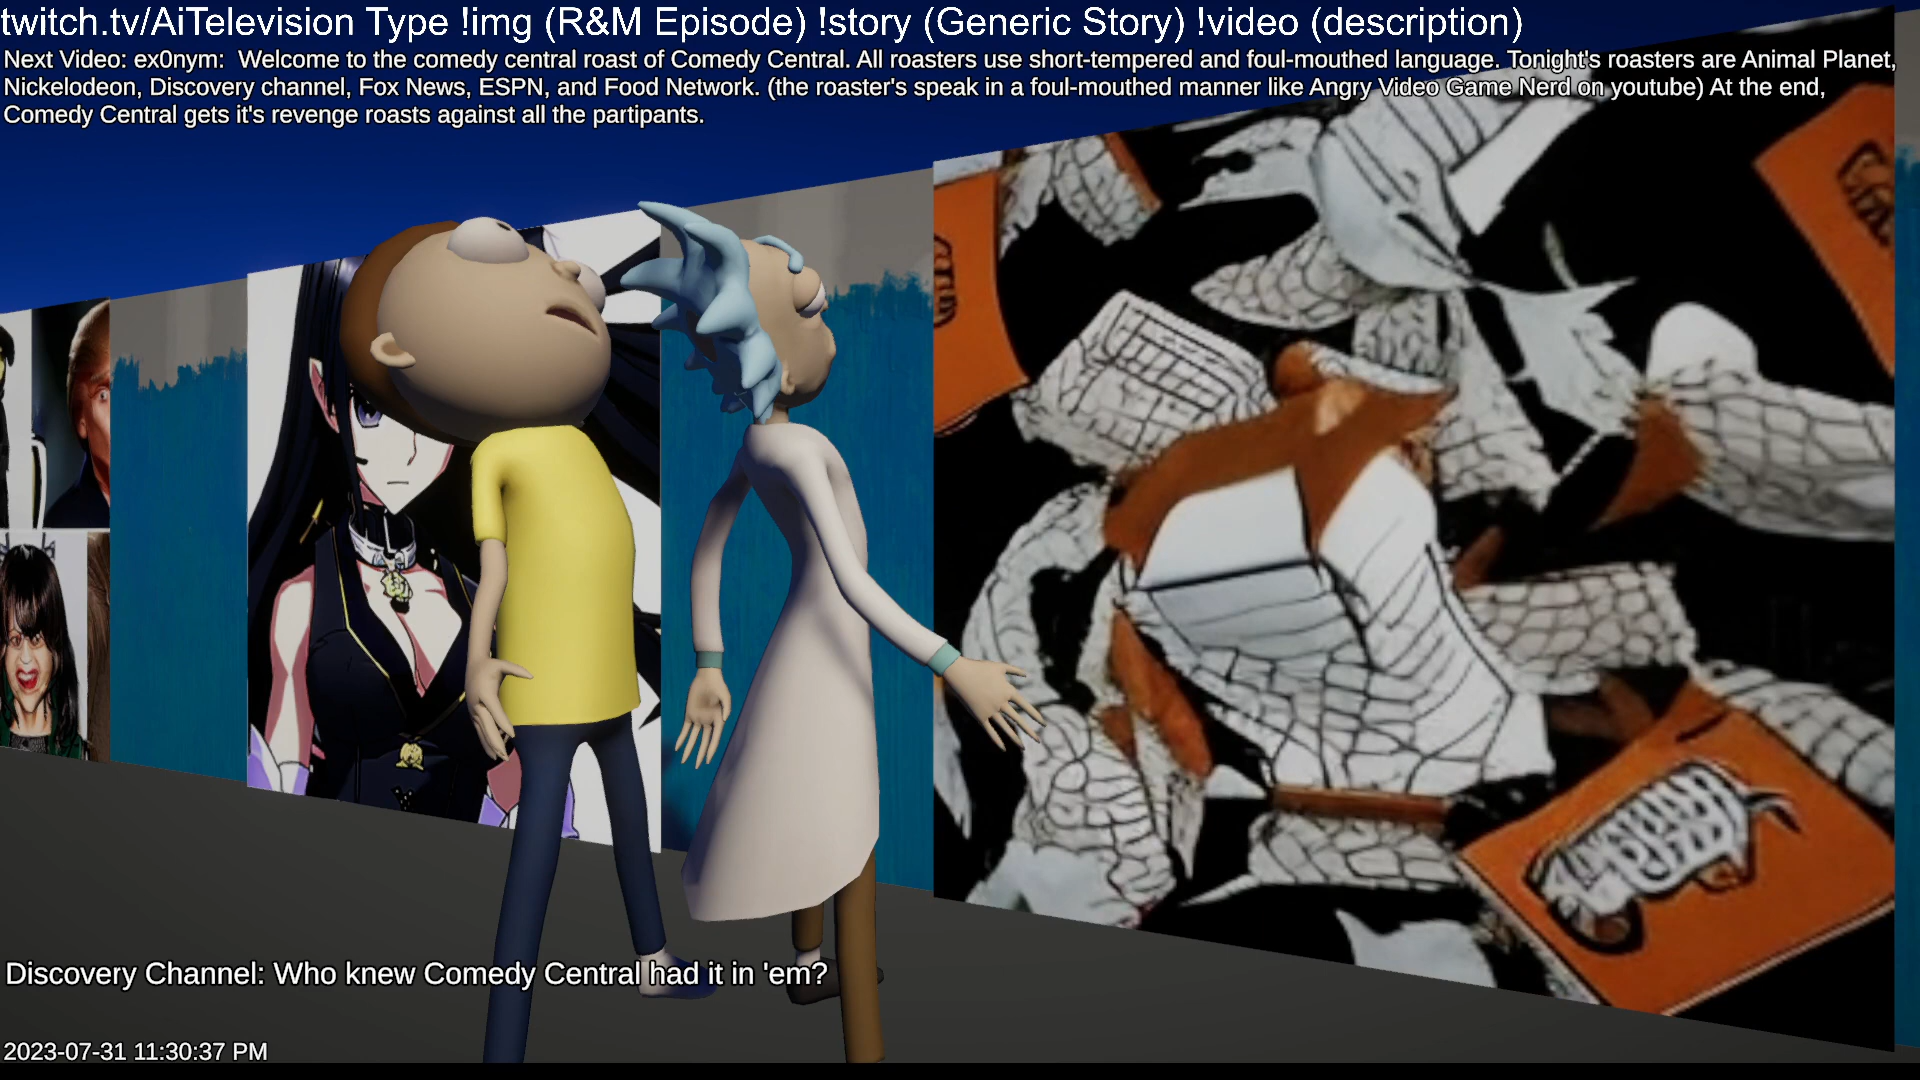 twitch.tv/AiTelevision Type !img (R&M Episode) !story (Generic Story) !video (description)
Next Video: ex0nym:  Welcome to the comedy central roast of Comedy Central. All roasters use short-tempered and foul-mouthed language. Tonight's roasters are Animal Planet,
Nickelodeon, Discovery channel, Fox News, ESPN, and Food Network. (the roaster's speak in a foul-mouthed manner like Angry Video Game Nerd on youtube) At the end,
Comedy Central gets it's revenge roasts against all the partipants.
Discovery Channel: Who knew Comedy Central had it in 'em?
2023-07-31 11:30:37 PM